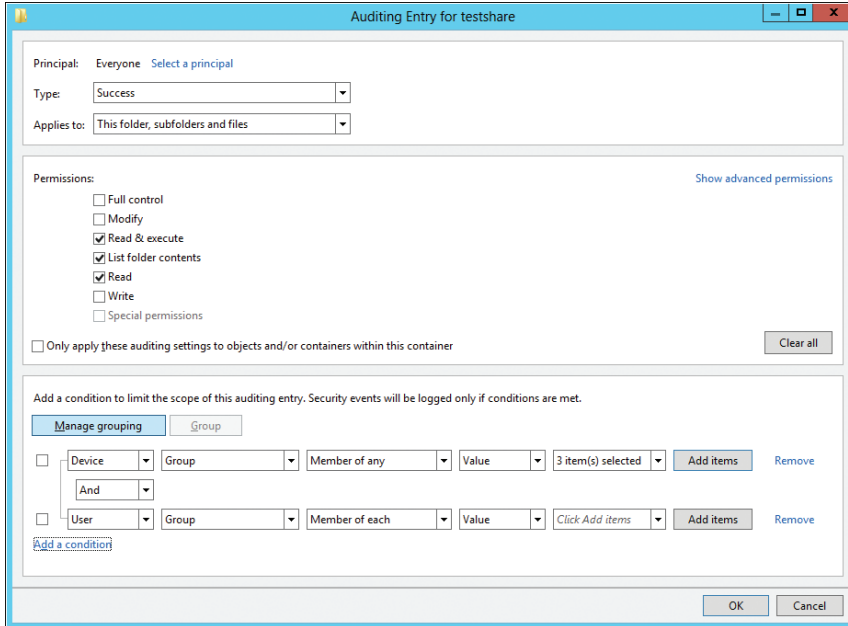 Auditing Entry for testshare
Principal: Everyone Select a principal
Type: Success
Applies to: This folder, subfolders and files
Permissions: Show advanced permissions
Full control
Modify
Read & execute
List folder contents
Read
Write
Special permissions
Only apply these auditing settings to objects and/or containers within this container Clear all
Add a condition to limit the scope of this auditing entry. Security events will be logged only if conditions are met.
Manage grouping Group
Device Group Member of any Value 3 item(s) selected Add items Remove
And
User Group Member of each Value Click Add items Add items Remove
Add a condition
OK Cancel